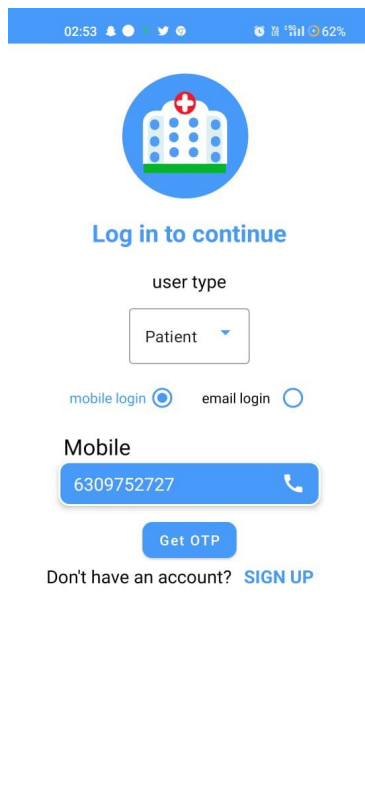 02:53 62%
Log in to continue
user type
Patient
mobile login email login
Mobile
6309752727
Get OTP
Don't have an account? SIGN UP